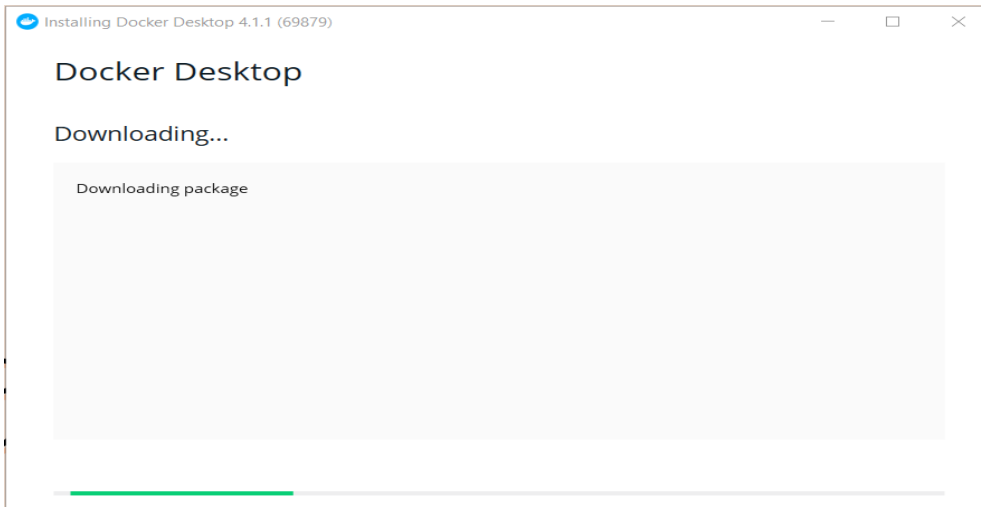 Installing Docker Desktop 4.1.1 (69879)
Docker Desktop
Downloading...
Downloading package